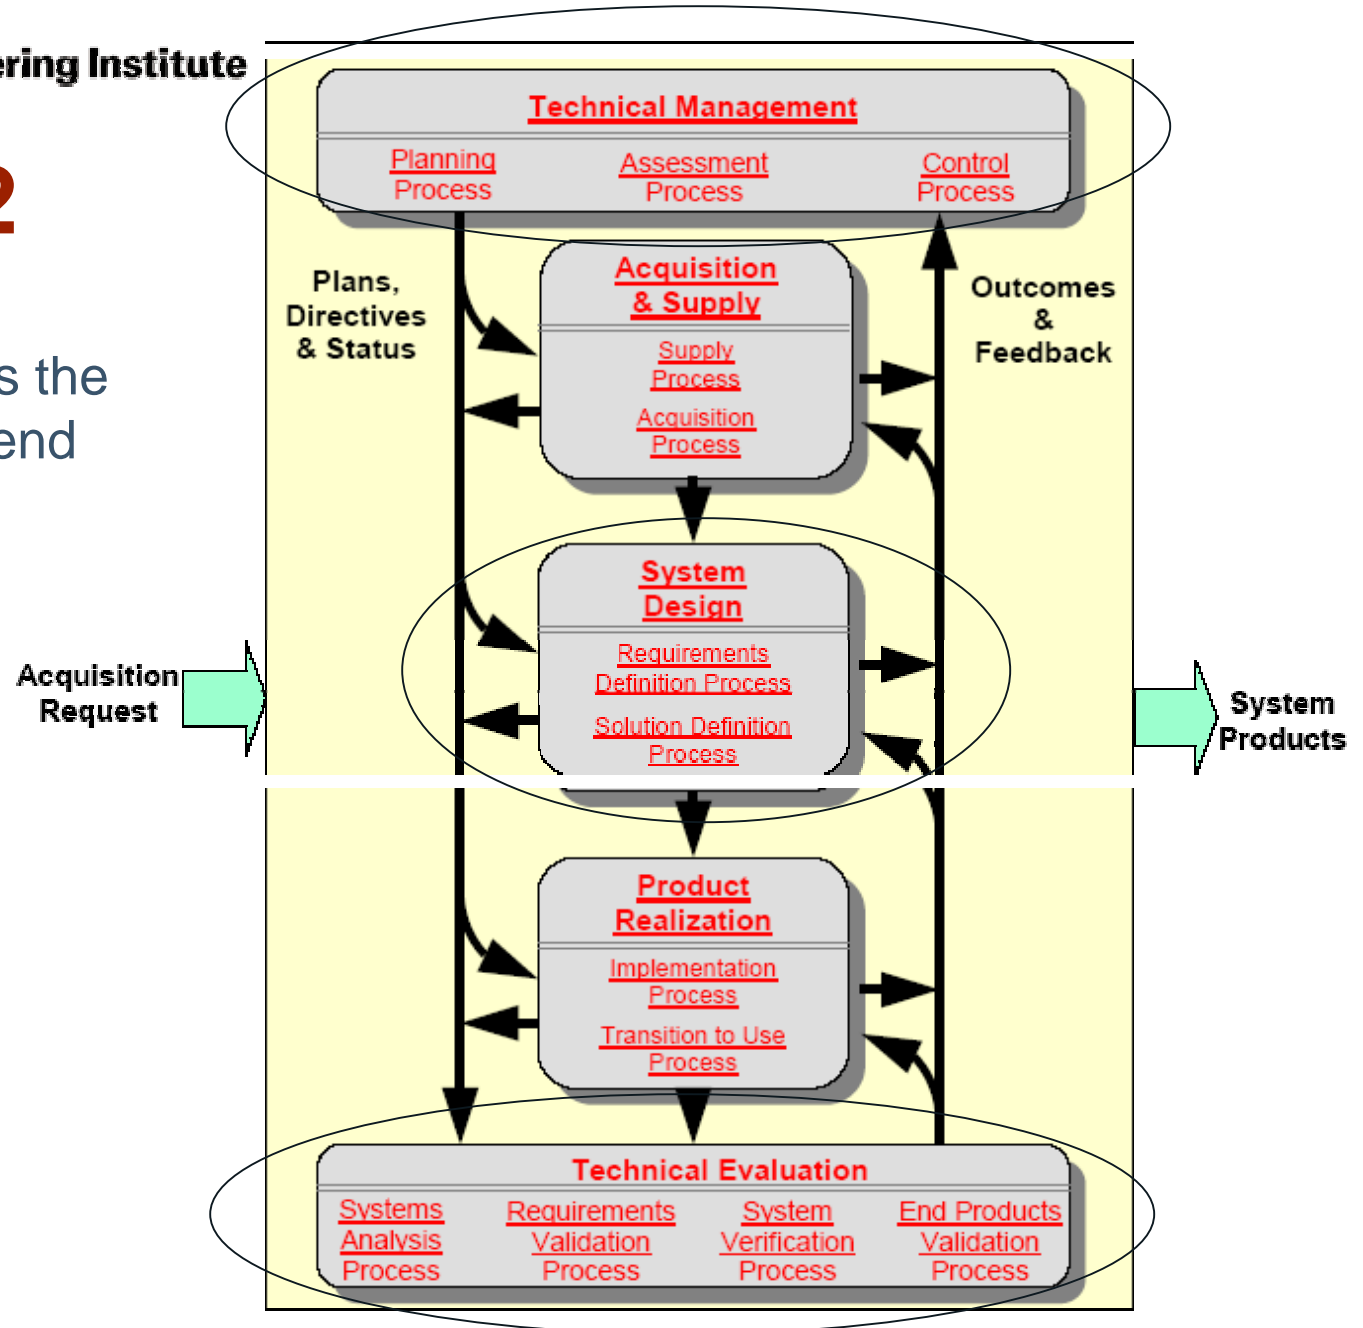 ering Institute
2
s the
end
Technical Management
Planning
Process
Assessment
Process
Control
Process
Plans,
Directives
& Status
Acquisition
& Supply
Supply
Process
Acquisition
Process
Outcomes
&
Feedback
System
Design
Requirements
Definition Process
Solution Definition
Process
Acquisition
Request
System
Products
Product
Realization
Implementation
Process
Transition to Use
Process
Technical Evaluation
Systems
Analysis
Process
Requirements
Validation
Process
System
Verification
Process
End Products
Validation
Process